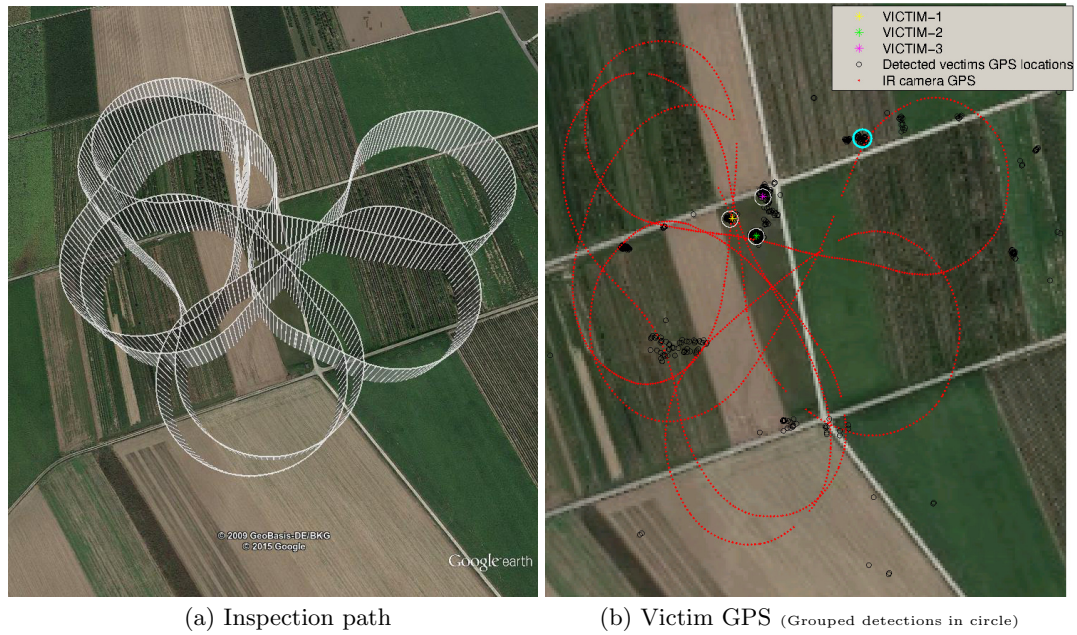 VICTIM-1
VICTIM-2
VICTIM-3
Detected vectims GPS locations
IR camera GPS
© 2009 GeoBasis-DE/BKG
© 2015 Google
Google earth
(a) Inspection path
(b) Victim GPS (Grouped detections in circle)